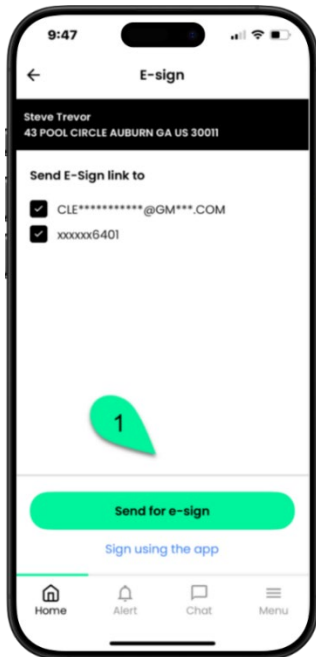 9:47
E-sign
Steve Trevor
43 POOL CIRCLE AUBURN GA US 30011
Send E-Sign link to
CLE***********@GM***.COM
xxxxxx6401
1
Send for e-sign
Sign using the app
Home Alert Chat Menu